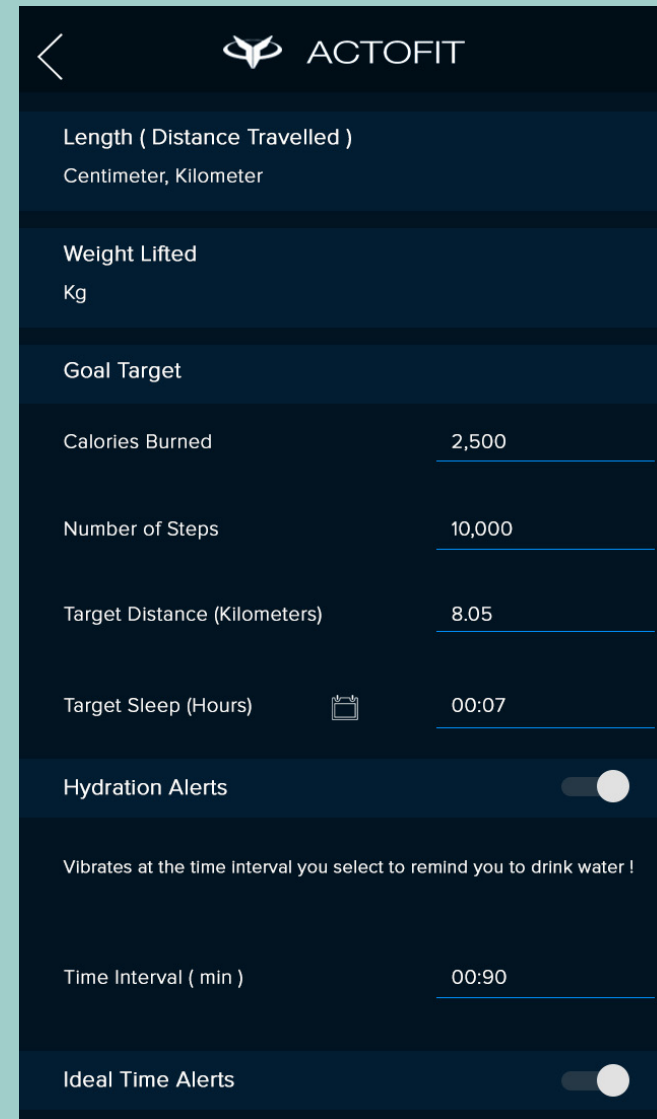 ACTOFIT
Length ( Distance Travelled )
Centimeter, Kilometer
Weight Lifted
Kg
Goal Target
Calories Burned 2,500
Number of Steps 10,000
Target Distance (Kilometers) 8.05
Target Sleep (Hours) 00:07
Hydration Alerts
Vibrates at the time interval you select to remind you to drink water !
Time Interval ( min ) 00:90
Ideal Time Alerts